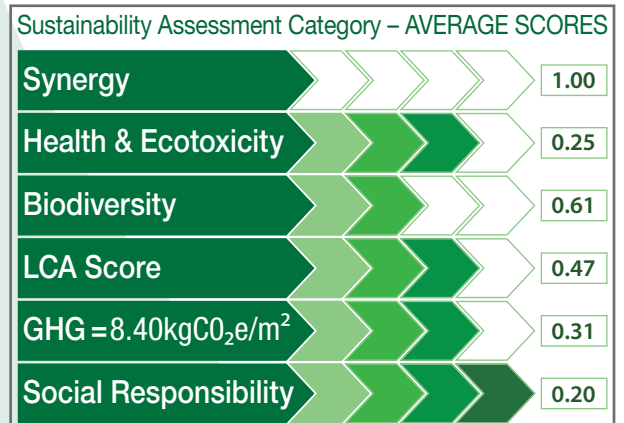 Sustainability Assessment Category – AVERAGE SCORES
Synergy 1.00
Health & Ecotoxicity 0.25
Biodiversity 0.61
LCA Score 0.47
GHG = 8.40kgC0₂e/m² 0.31
Social Responsibility 0.20